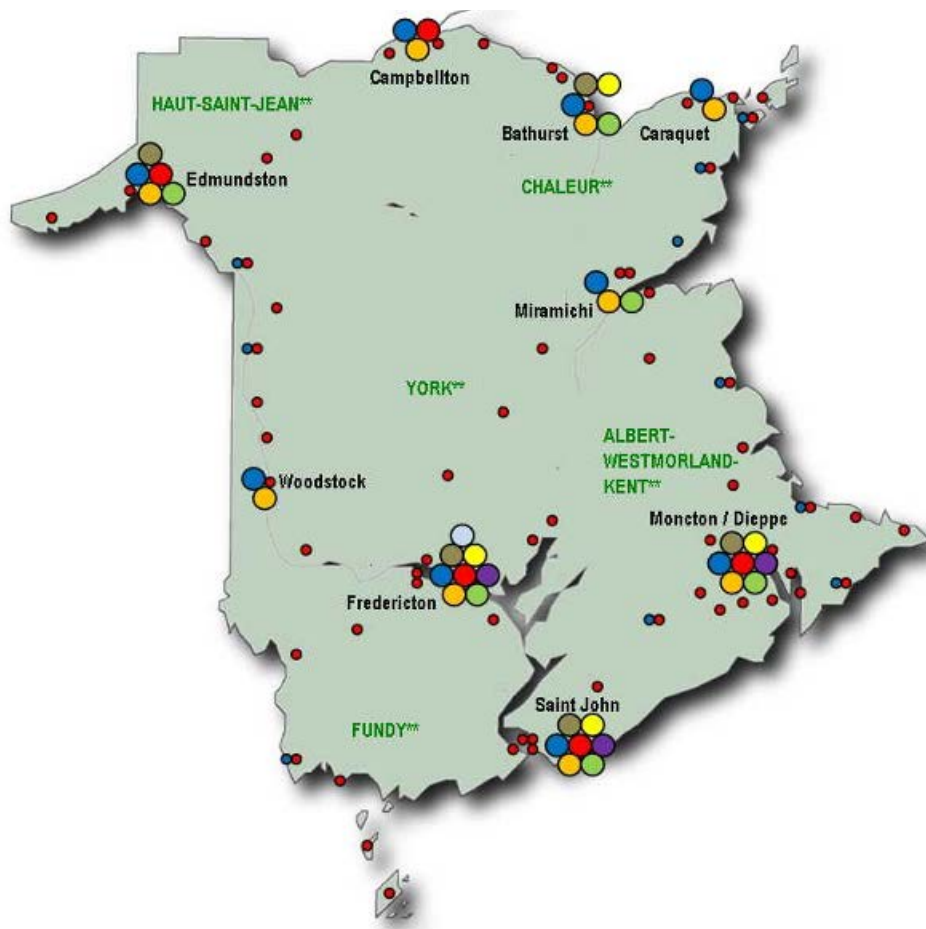 Campbellton
HAUT-SAINT-JEAN**
Bathurst
Caraquet
Edmundston
CHALEUR**
Miramichi
YORK**
ALBERT-
WESTMORLAND-
KENT**
Woodstock
Moncton / Dieppe
Fredericton
Saint John
FUNDY**